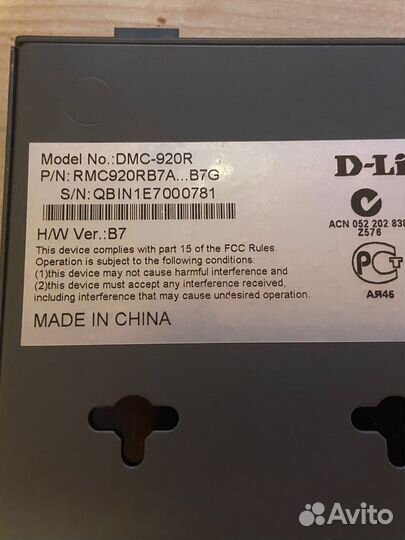 Model No.:DMC-920R
P/N: RMC920RB7A...B7G
S/N: QBIN1E7000781
H/W Ver.:B7
This device complies with part 15 of the FCC Rules.
Operation is subject to the following conditions:
(1)this device may not cause harmful interference and
(2)this device must accept any interference received,
including interference that may cause undesired operation.
MADE IN CHINA
D-Li
ACN 052 202 838
Z576
РСТ
АЯ46
Avito